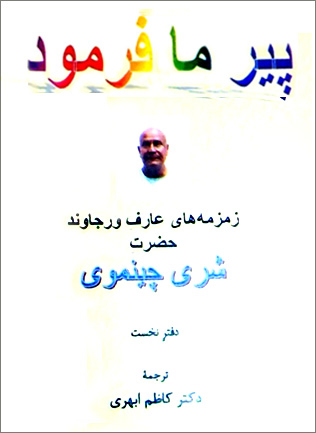 پیر ما فرمود
زمزمه‌های عارف ورجاوند
حضرت
شری چینموی
دفتر نخست
ترجمهٔ
دکتر کاظم ابهری